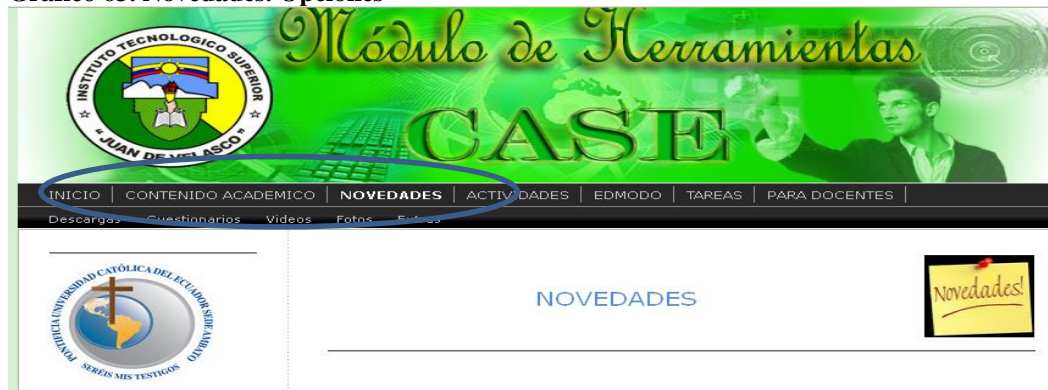 Gráfico 63. Novedades. Opciones
Módulo de Herramientas
CASE
INSTITUTO TECNOLOGICO SUPERIOR
"JUAN DE VELASCO"
INICIO | CONTENIDO ACADEMICO | NOVEDADES | ACTIVIDADES | EDMODO | TAREAS | PARA DOCENTES |
Descargas Cuestionarios Videos Fotos Extras
PONTIFICIA UNIVERSIDAD CATÓLICA DEL ECUADOR SEDE AMBATO
SERÉIS MIS TESTIGOS
NOVEDADES
Novedades!